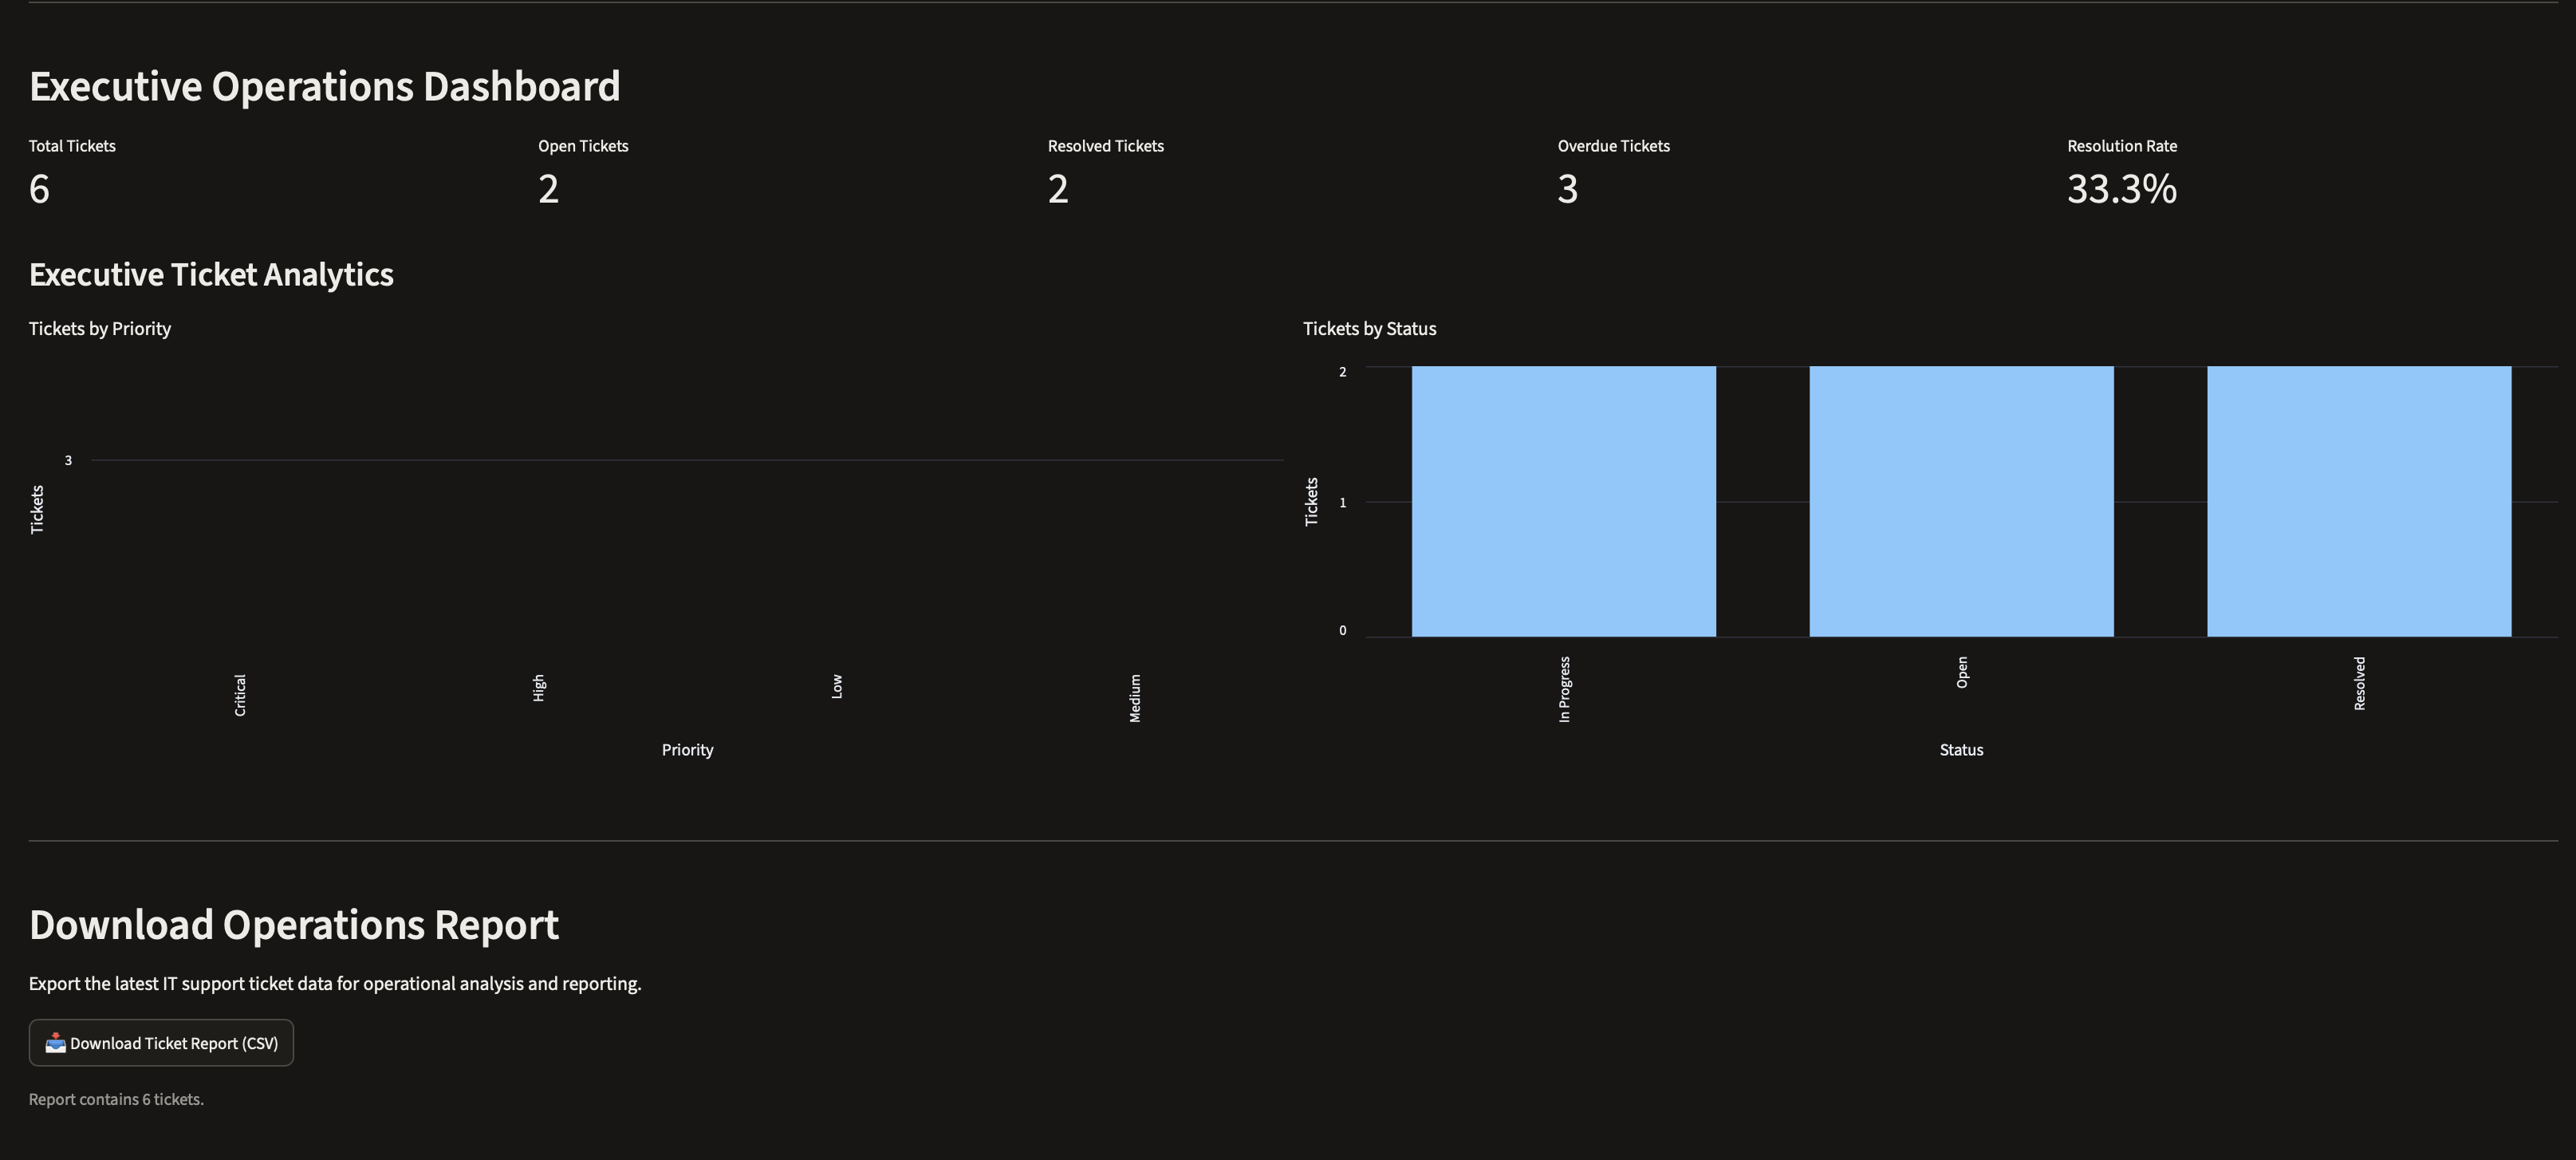 Executive Operations Dashboard
Total Tickets
6
Open Tickets
2
Resolved Tickets
2
Overdue Tickets
3
Resolution Rate
33.3%
Executive Ticket Analytics
Tickets by Priority
3
Tickets
Critical
High
Low
Medium
Priority
Tickets by Status
2
1
0
Tickets
In Progress
Open
Resolved
Status
Download Operations Report
Export the latest IT support ticket data for operational analysis and reporting.
Download Ticket Report (CSV)
Report contains 6 tickets.